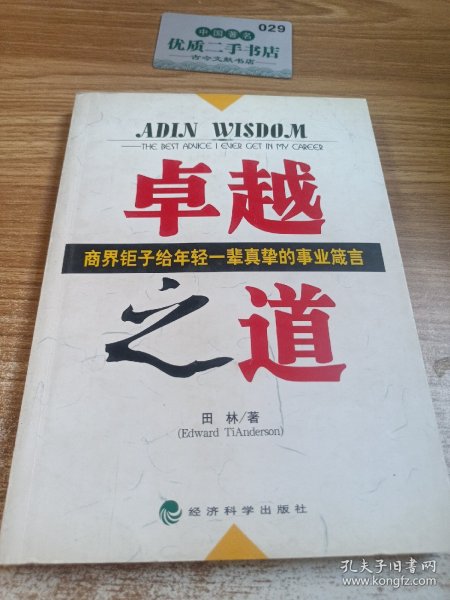 中国著名
029
优质二手书店
古今文献书店
ADIN WISDOM
——THE BEST ADVICE I EVER GET IN MY CAREER
卓越
商界钜子给年轻一辈真挚的事业箴言
之道
田 林/著
(Edward TiAnderson)
经济科学出版社
孔夫子旧书网
www.kongfz.com